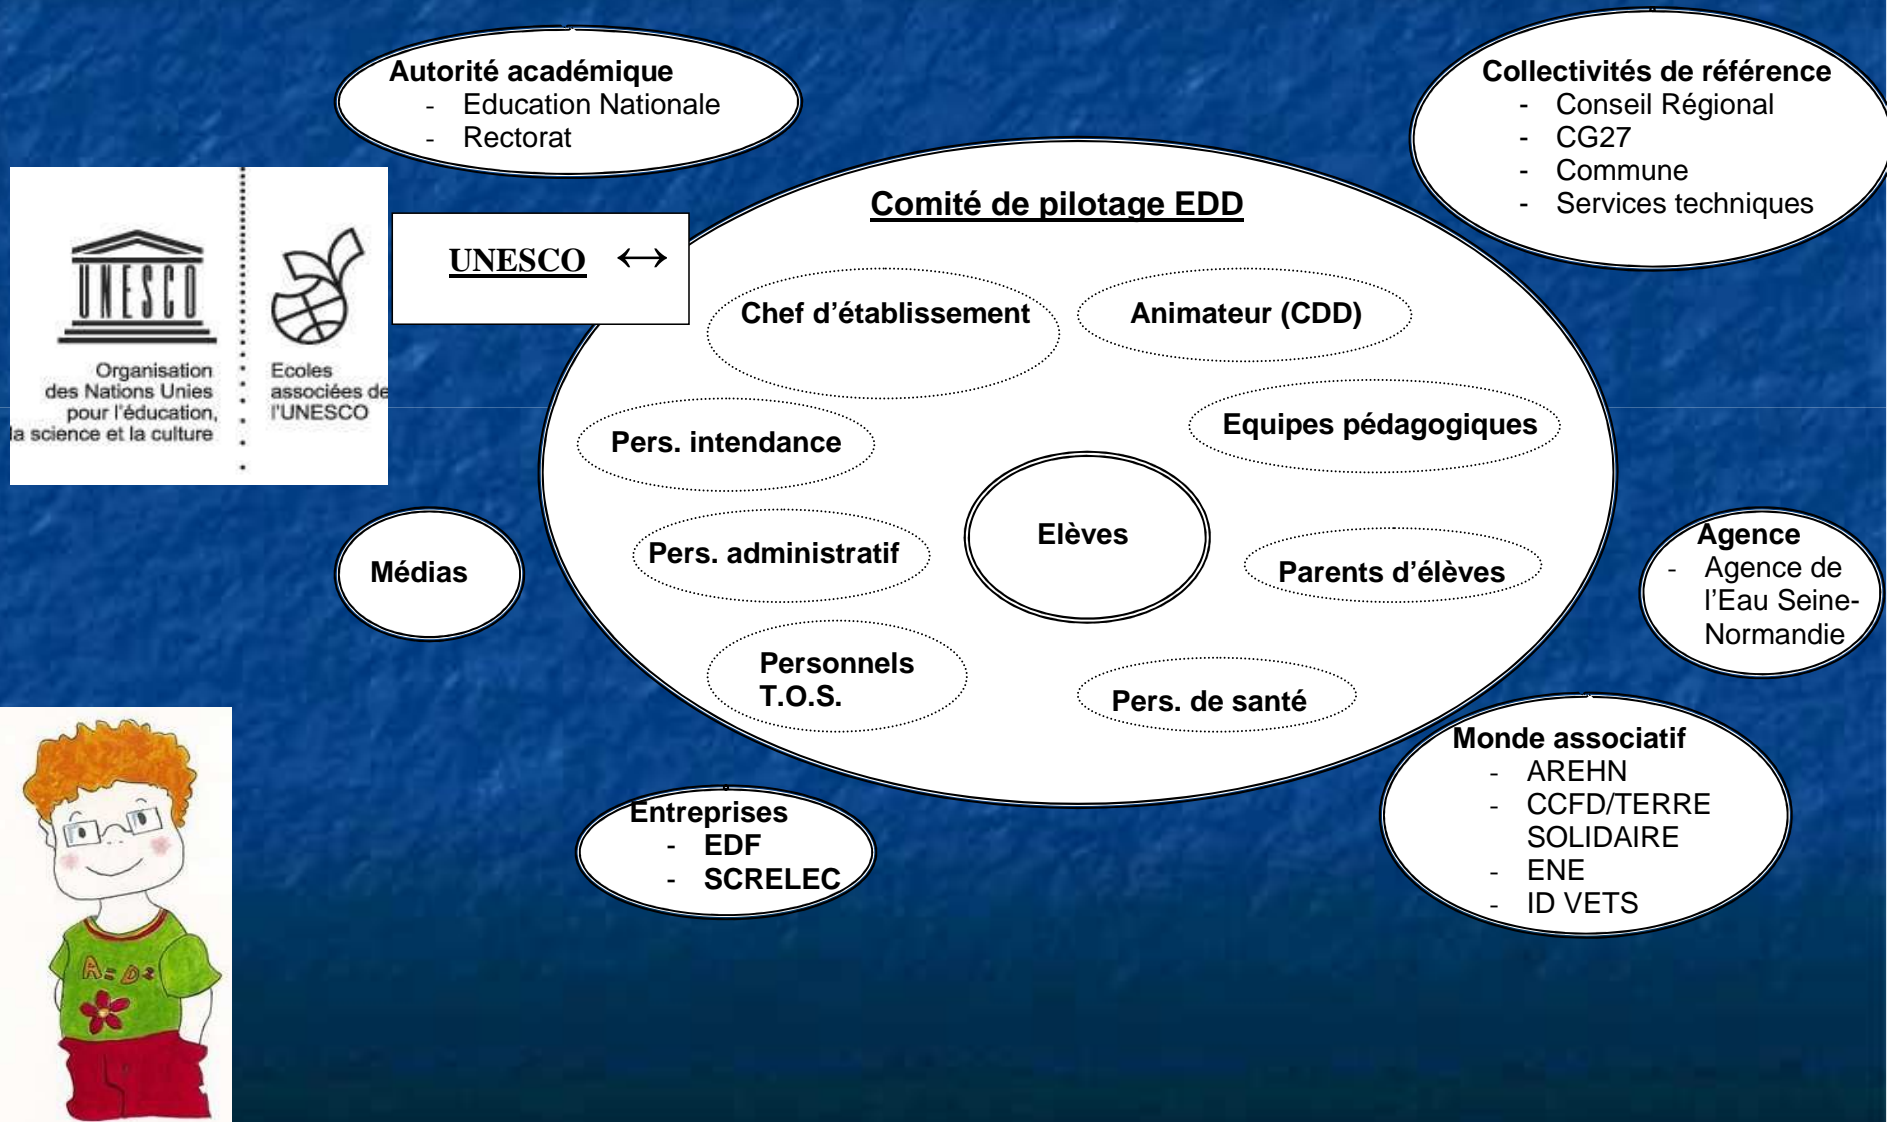 Autorité académique
- Education Nationale
- Rectorat
Collectivités de référence
- Conseil Régional
- CG27
- Commune
- Services techniques
UNESCO
Organisation
des Nations Unies
pour l'éducation,
la science et la culture
Ecoles
associées de
l'UNESCO
UNESCO ↔
Comité de pilotage EDD
Chef d'établissement
Animateur (CDD)
Pers. intendance
Equipes pédagogiques
Elèves
Pers. administratif
Parents d'élèves
Personnels
T.O.S.
Pers. de santé
Médias
Agence
- Agence de
l'Eau Seine-
Normandie
Entreprises
- EDF
- SCRELEC
Monde associatif
- AREHN
- CCFD/TERRE
SOLIDAIRE
- ENE
- ID VETS
A=D2